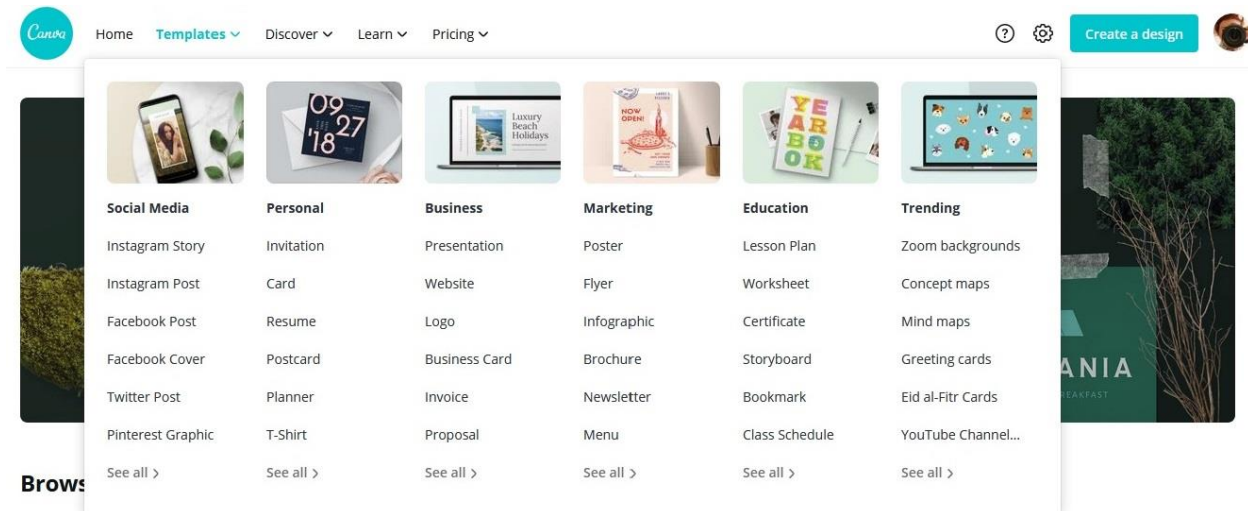 Canva
Home Templates Discover Learn Pricing
Create a design
09
27
'18
Luxury
Beach
Holidays
NOW
OPEN!
YE
AR
BO
OK
Social Media Personal Business Marketing Education Trending
Instagram Story Invitation Presentation Poster Lesson Plan Zoom backgrounds
Instagram Post Card Website Flyer Worksheet Concept maps
Facebook Post Resume Logo Infographic Certificate Mind maps
Facebook Cover Postcard Business Card Brochure Storyboard Greeting cards
Twitter Post Planner Invoice Newsletter Bookmark Eid al-Fitr Cards
Pinterest Graphic T-Shirt Proposal Menu Class Schedule YouTube Channel...
See all > See all > See all > See all > See all > See all >
ANIA
REAKFAST
Brows